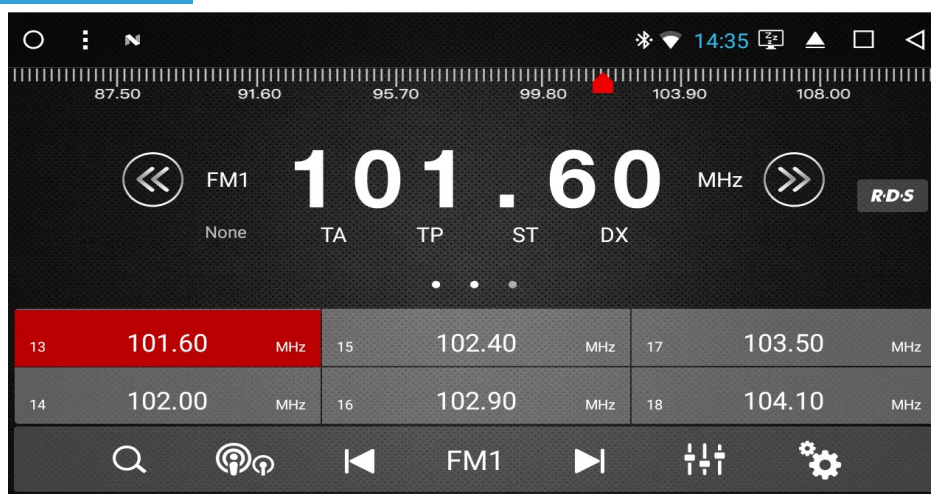 14:35
87.50 91.60 95.70 99.80 103.90 108.00
FM1 101.60 MHz
R·D·S
None TA TP ST DX
13 101.60 MHz 15 102.40 MHz 17 103.50 MHz
14 102.00 MHz 16 102.90 MHz 18 104.10 MHz
FM1